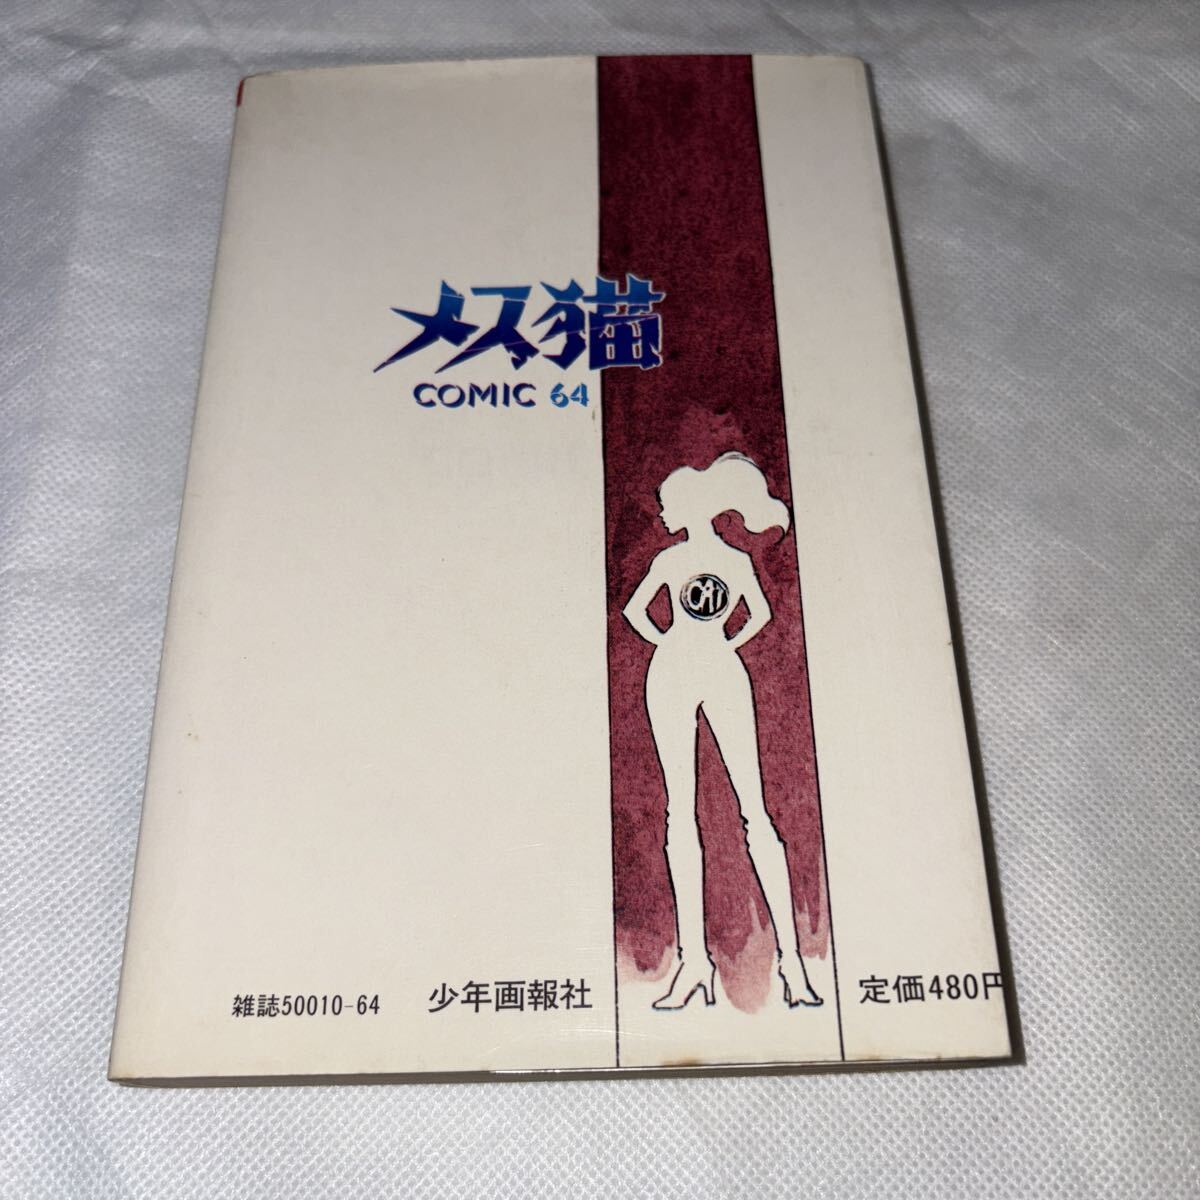 メス猫
COMIC 64
CAT
雑誌50010-64
少年画報社
定価480円